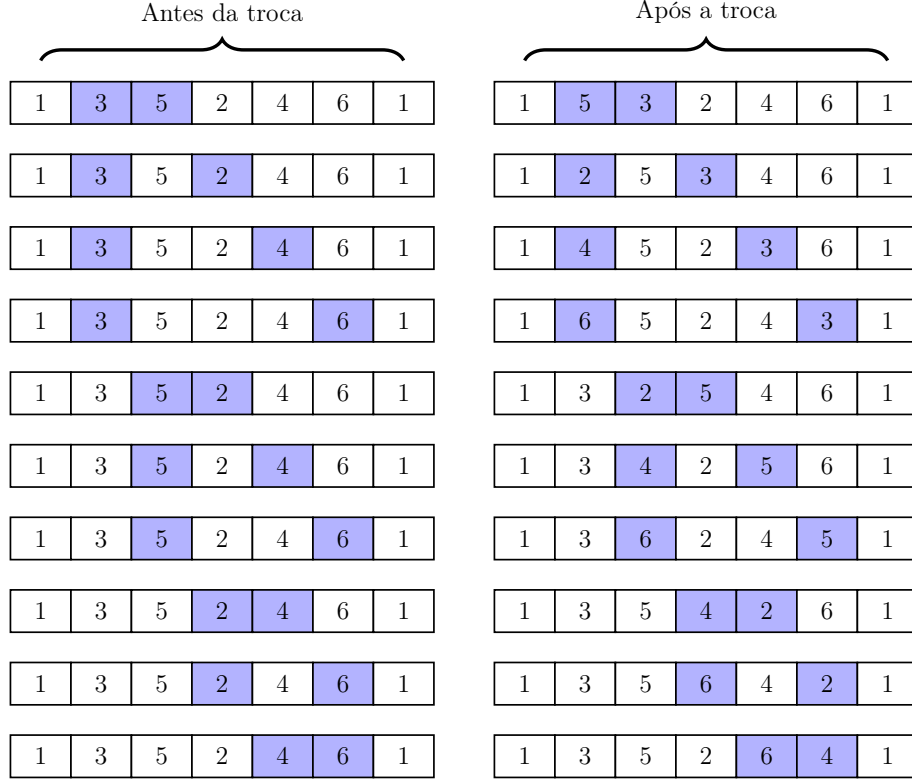 Antes da troca Após a troca
1 3 5 2 4 6 1 1 5 3 2 4 6 1
1 3 5 2 4 6 1 1 2 5 3 4 6 1
1 3 5 2 4 6 1 1 4 5 2 3 6 1
1 3 5 2 4 6 1 1 6 5 2 4 3 1
1 3 5 2 4 6 1 1 3 2 5 4 6 1
1 3 5 2 4 6 1 1 3 4 2 5 6 1
1 3 5 2 4 6 1 1 3 6 2 4 5 1
1 3 5 2 4 6 1 1 3 5 4 2 6 1
1 3 5 2 4 6 1 1 3 5 6 4 2 1
1 3 5 2 4 6 1 1 3 5 2 6 4 1